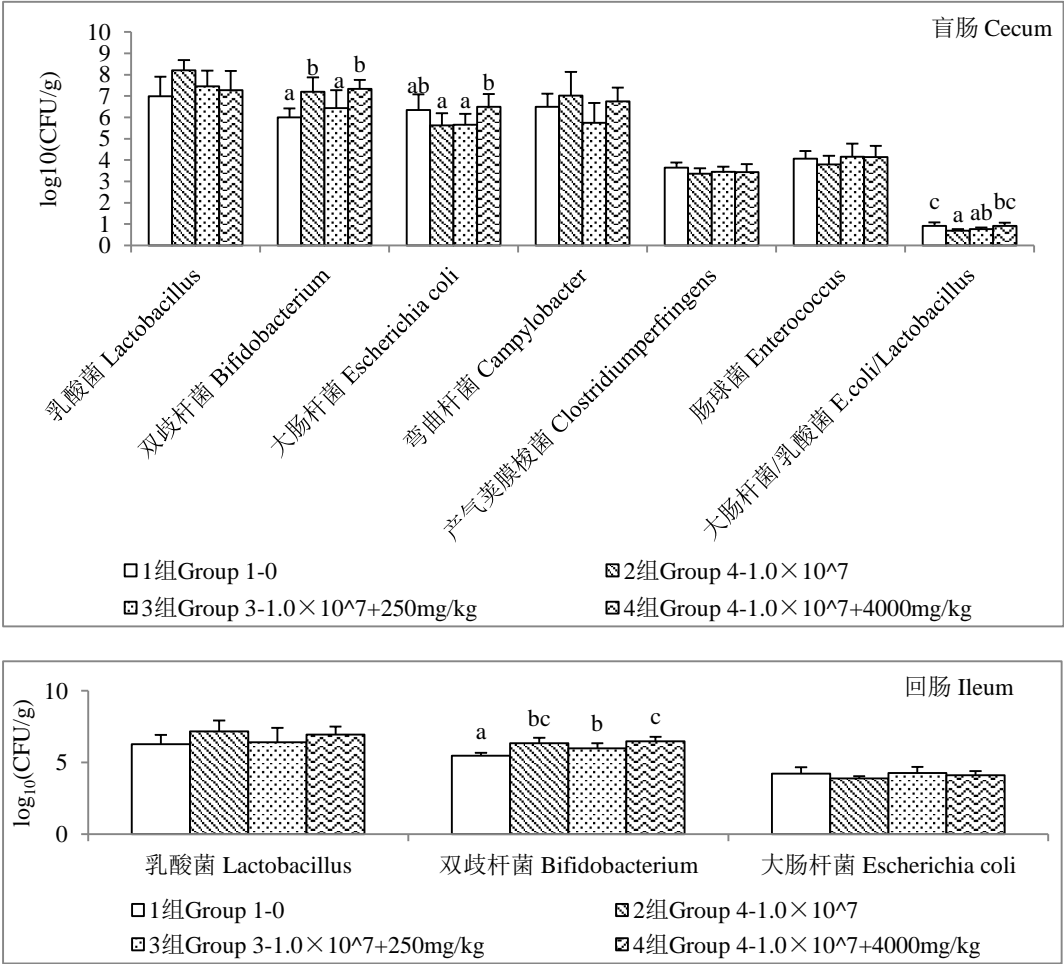 盲肠 Cecum
log10(CFU/g)
10
9
8
7
6
5
4
3
2
1
0
a b a b
ab a a b
c a ab bc
乳酸菌 Lactobacillus
双歧杆菌 Bifidobacterium
大肠杆菌 Escherichia coli
弯曲杆菌 Campylobacter
产气荚膜梭菌 Clostridiumperfringens
肠球菌 Enterococcus
大肠杆菌/乳酸菌 E.coli/Lactobacillus
1组Group 1-0
2组Group 4-1.0×10^7
3组Group 3-1.0×10^7+250mg/kg
4组Group 4-1.0×10^7+4000mg/kg
回肠 Ileum
log₁₀(CFU/g)
10
5
0
a bc b c
乳酸菌 Lactobacillus
双歧杆菌 Bifidobacterium
大肠杆菌 Escherichia coli
1组Group 1-0
2组Group 4-1.0×10^7
3组Group 3-1.0×10^7+250mg/kg
4组Group 4-1.0×10^7+4000mg/kg